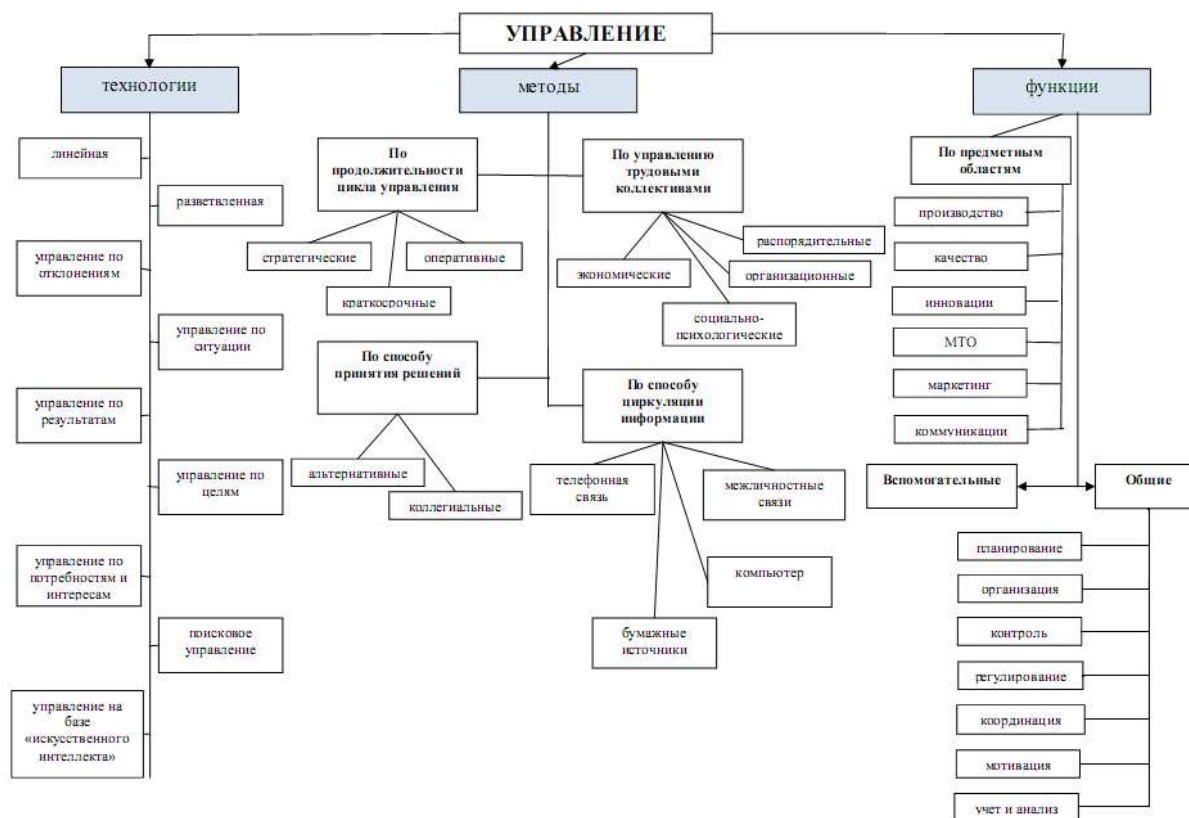 УПРАВЛЕНИЕ
технологии
методы
функции
линейная
разветвленная
управление по
отклонениям
управление по
ситуации
управление по
результатам
управление по
целям
управление по
потребностям и
интересам
поисковое
управление
управление на
базе
«искусственного
интеллекта»
По
продолжительности
цикла управления
стратегические
оперативные
краткосрочные
По управлению
трудовыми
коллективами
распорядительные
экономические
организационные
социально-
психологические
По способу
принятия решений
альтернативные
коллегиальные
По способу
циркуляции
информации
телефонная
связь
межличностные
связи
компьютер
бумажные
источники
По предметным
областям
производство
качество
инновации
МТО
маркетинг
коммуникации
Вспомогательные
Общие
планирование
организация
контроль
регулирование
координация
мотивация
учет и анализ